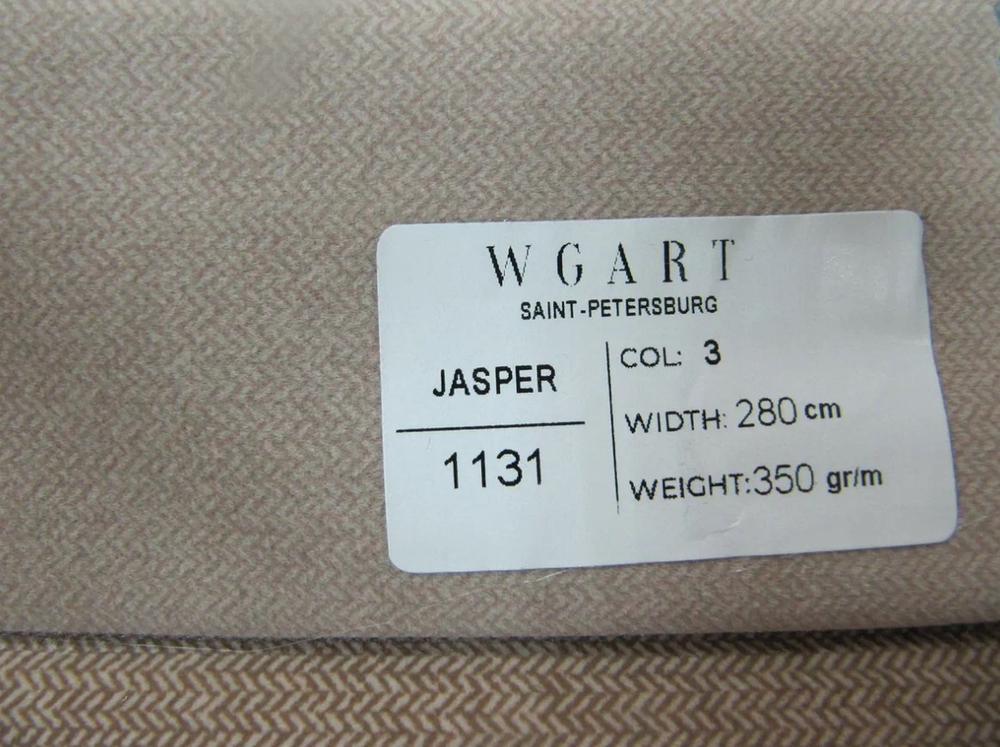 WGART
SAINT-PETERSBURG
JASPER
1131
COL: 3
WIDTH: 280 cm
WEIGHT:350 gr/m